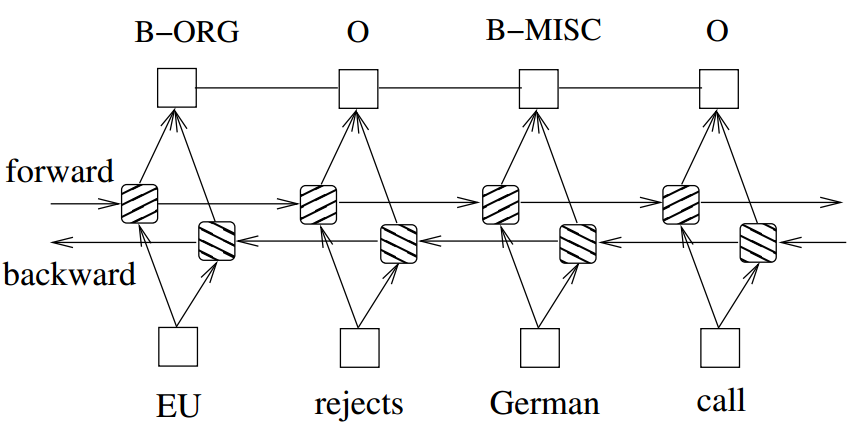 B−ORG O B−MISC O
forward
backward
EU rejects German call